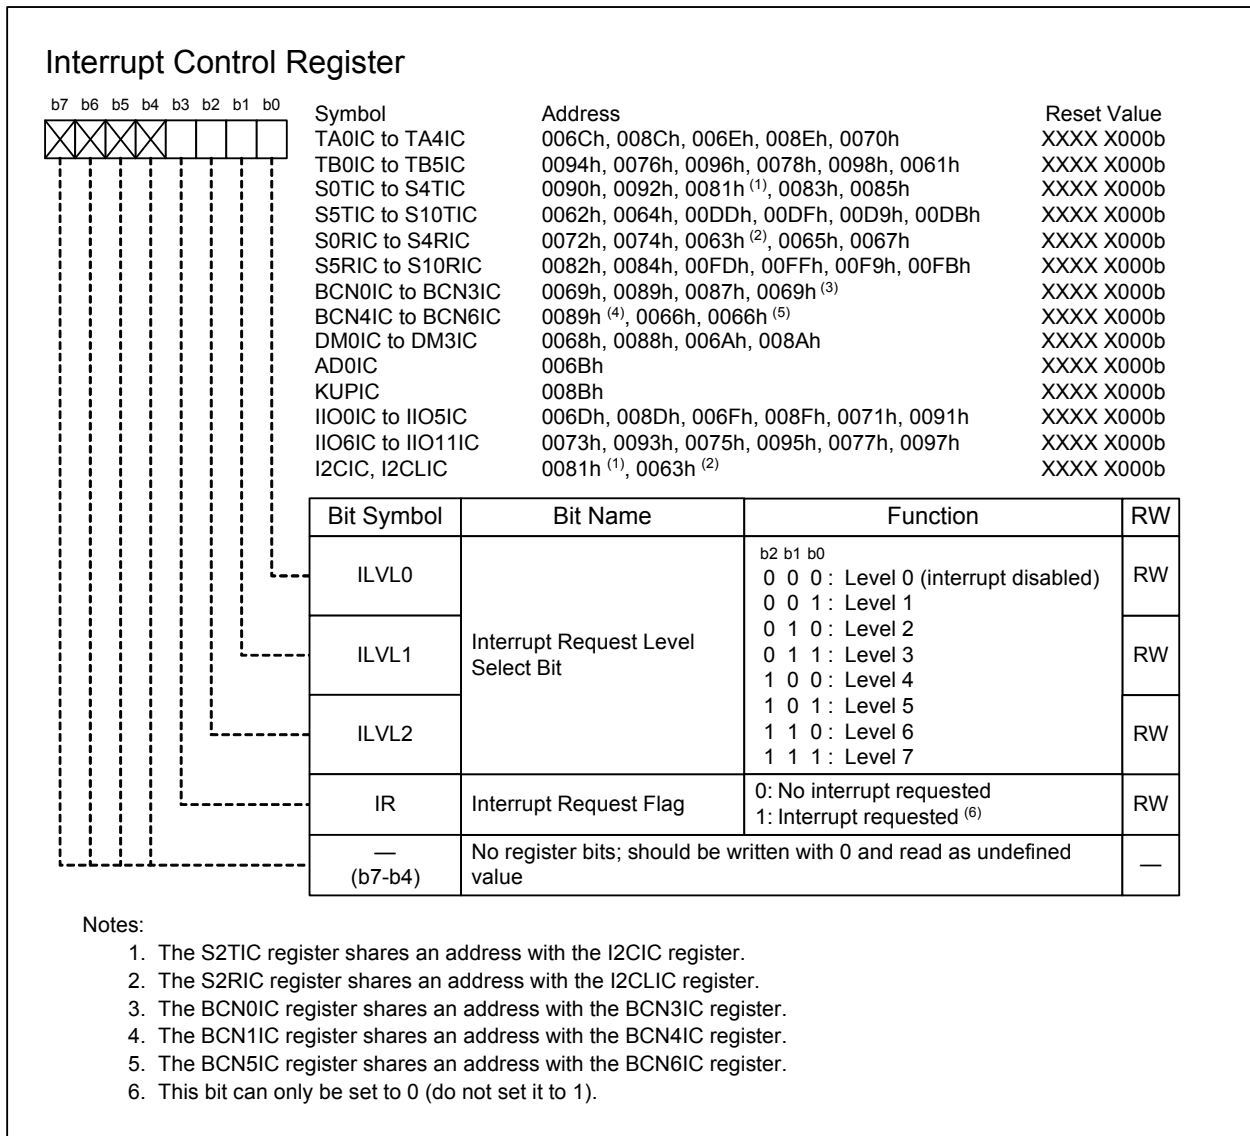 Interrupt Control Register
b7 b6 b5 b4 b3 b2 b1 b0
Symbol Address Reset Value
TA0IC to TA4IC 006Ch, 008Ch, 006Eh, 008Eh, 0070h XXXX X000b
TB0IC to TB5IC 0094h, 0076h, 0096h, 0078h, 0098h, 0061h XXXX X000b
S0TIC to S4TIC 0090h, 0092h, 0081h (1), 0083h, 0085h XXXX X000b
S5TIC to S10TIC 0062h, 0064h, 00DDh, 00DFh, 00D9h, 00DBh XXXX X000b
S0RIC to S4RIC 0072h, 0074h, 0063h (2), 0065h, 0067h XXXX X000b
S5RIC to S10RIC 0082h, 0084h, 00FDh, 00FFh, 00F9h, 00FBh XXXX X000b
BCN0IC to BCN3IC 0069h, 0089h, 0087h, 0069h (3) XXXX X000b
BCN4IC to BCN6IC 0089h (4), 0066h, 0066h (5) XXXX X000b
DM0IC to DM3IC 0068h, 0088h, 006Ah, 008Ah XXXX X000b
AD0IC 006Bh XXXX X000b
KUPIC 008Bh XXXX X000b
IIO0IC to IIO5IC 006Dh, 008Dh, 006Fh, 008Fh, 0071h, 0091h XXXX X000b
IIO6IC to IIO11IC 0073h, 0093h, 0075h, 0095h, 0077h, 0097h XXXX X000b
I2CIC, I2CLIC 0081h (1), 0063h (2) XXXX X000b
Bit Symbol Bit Name Function RW
ILVL0
ILVL1
ILVL2
Interrupt Request Level
Select Bit
b2 b1 b0
0 0 0 : Level 0 (interrupt disabled)
0 0 1 : Level 1
0 1 0 : Level 2
0 1 1 : Level 3
1 0 0 : Level 4
1 0 1 : Level 5
1 1 0 : Level 6
1 1 1 : Level 7
RW
RW
RW
IR Interrupt Request Flag
0: No interrupt requested
1: Interrupt requested (6)
RW
—
(b7-b4)
No register bits; should be written with 0 and read as undefined
value
—
Notes:
1. The S2TIC register shares an address with the I2CIC register.
2. The S2RIC register shares an address with the I2CLIC register.
3. The BCN0IC register shares an address with the BCN3IC register.
4. The BCN1IC register shares an address with the BCN4IC register.
5. The BCN5IC register shares an address with the BCN6IC register.
6. This bit can only be set to 0 (do not set it to 1).